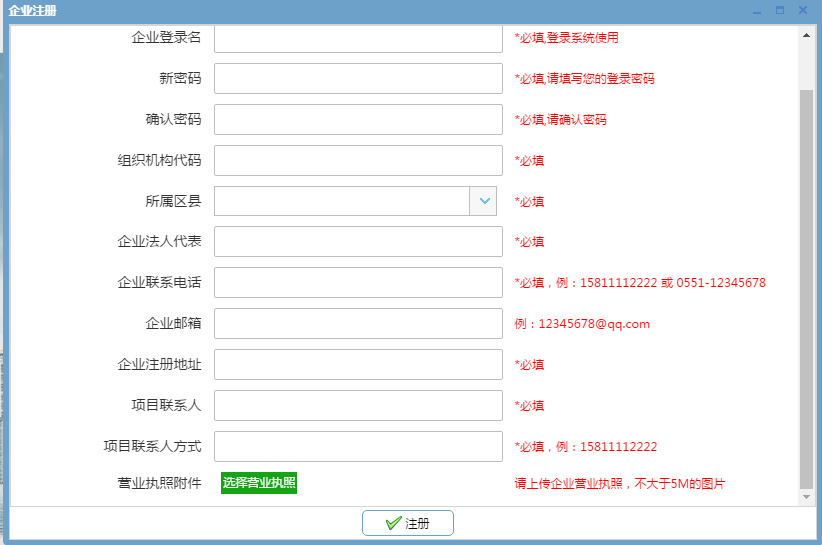 企业注册
企业登录名 *必填,登录系统使用
新密码 *必填,请填写您的登录密码
确认密码 *必填,请确认密码
组织机构代码 *必填
所属区县 *必填
企业法人代表 *必填
企业联系电话 *必填，例：15811112222 或 0551-12345678
企业邮箱 例：12345678@qq.com
企业注册地址 *必填
项目联系人 *必填
项目联系人方式 *必填，例：15811112222
营业执照附件 选择营业执照 请上传企业营业执照，不大于5M的图片
注册